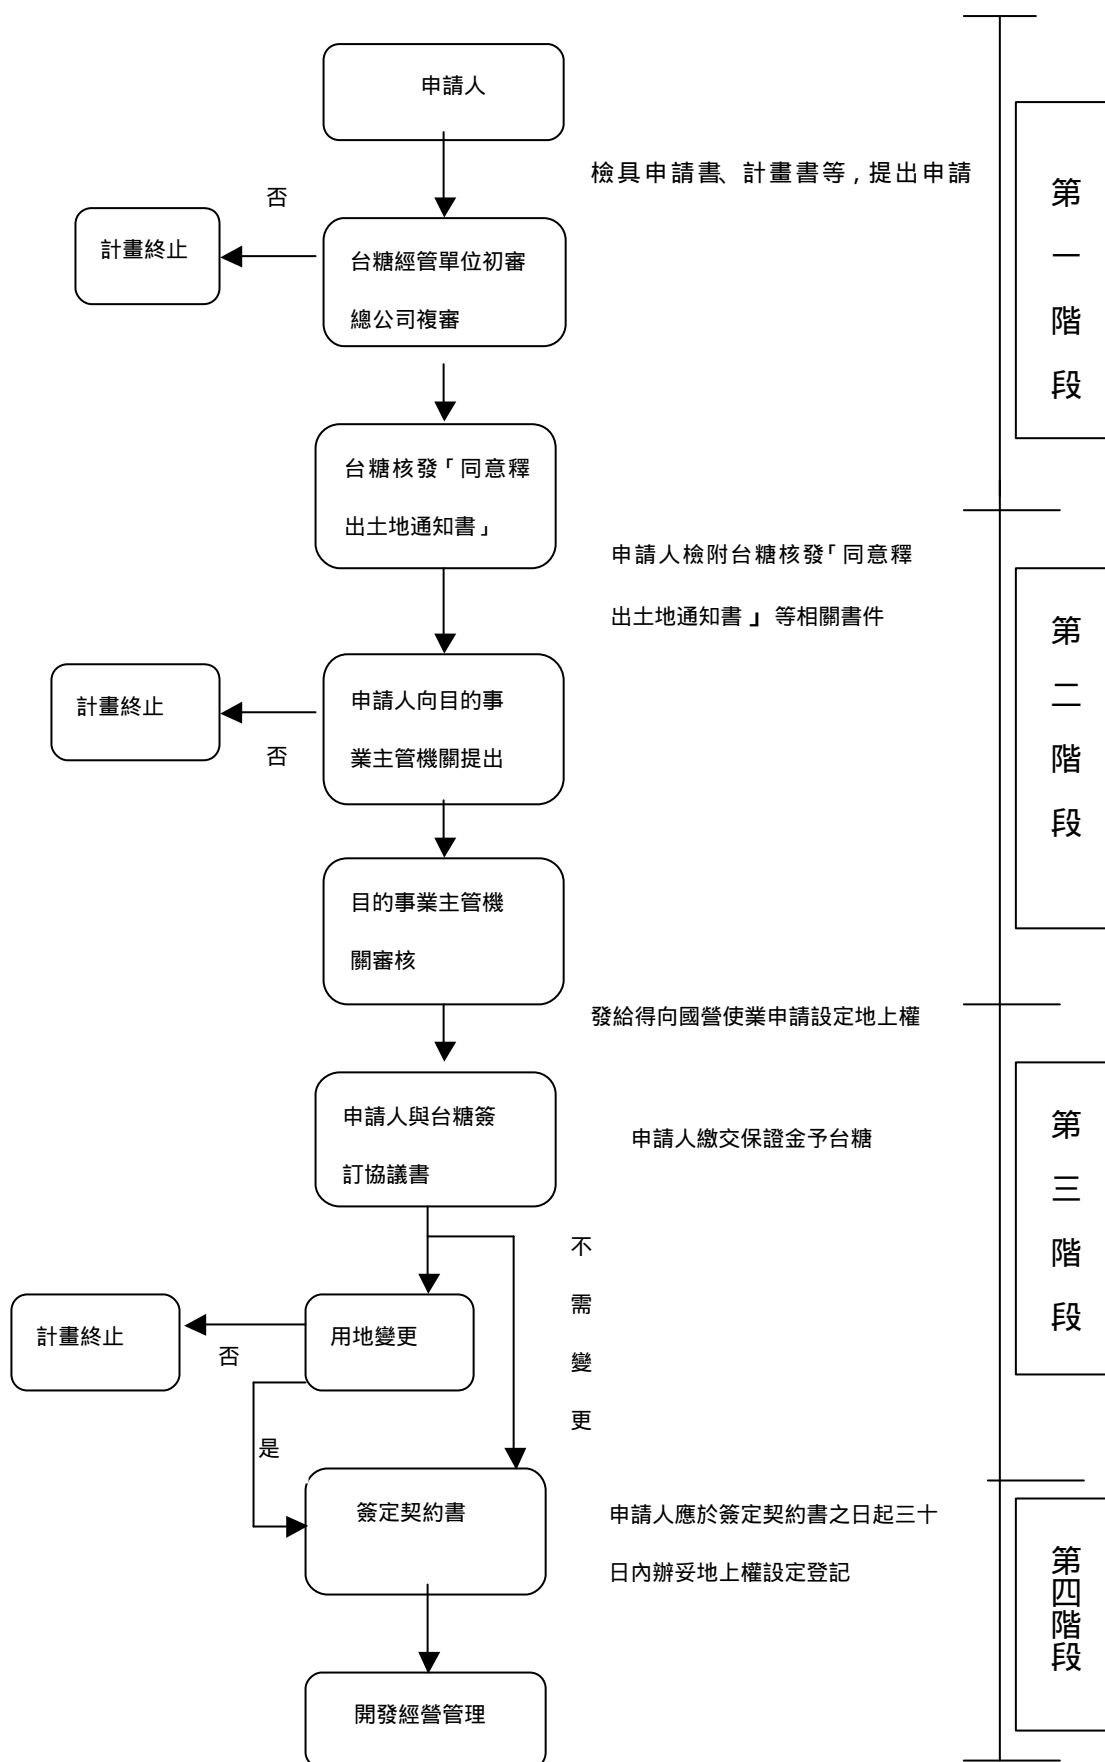 申請人
檢具申請書、計畫書等,提出申請
否
計畫終止
台糖經管單位初審
總公司複審
第一階段
台糖核發「同意釋
出土地通知書」
申請人檢附台糖核發「同意釋
出土地通知書」等相關書件
計畫終止
否
申請人向目的事
業主管機關提出
第二階段
目的事業主管機
關審核
發給得向國營使業申請設定地上權
申請人與台糖簽
訂協議書
申請人繳交保證金予台糖
第三階段
不需變更
計畫終止
否
用地變更
是
簽定契約書
申請人應於簽定契約書之日起三十
日內辦妥地上權設定登記
第四階段
開發經營管理